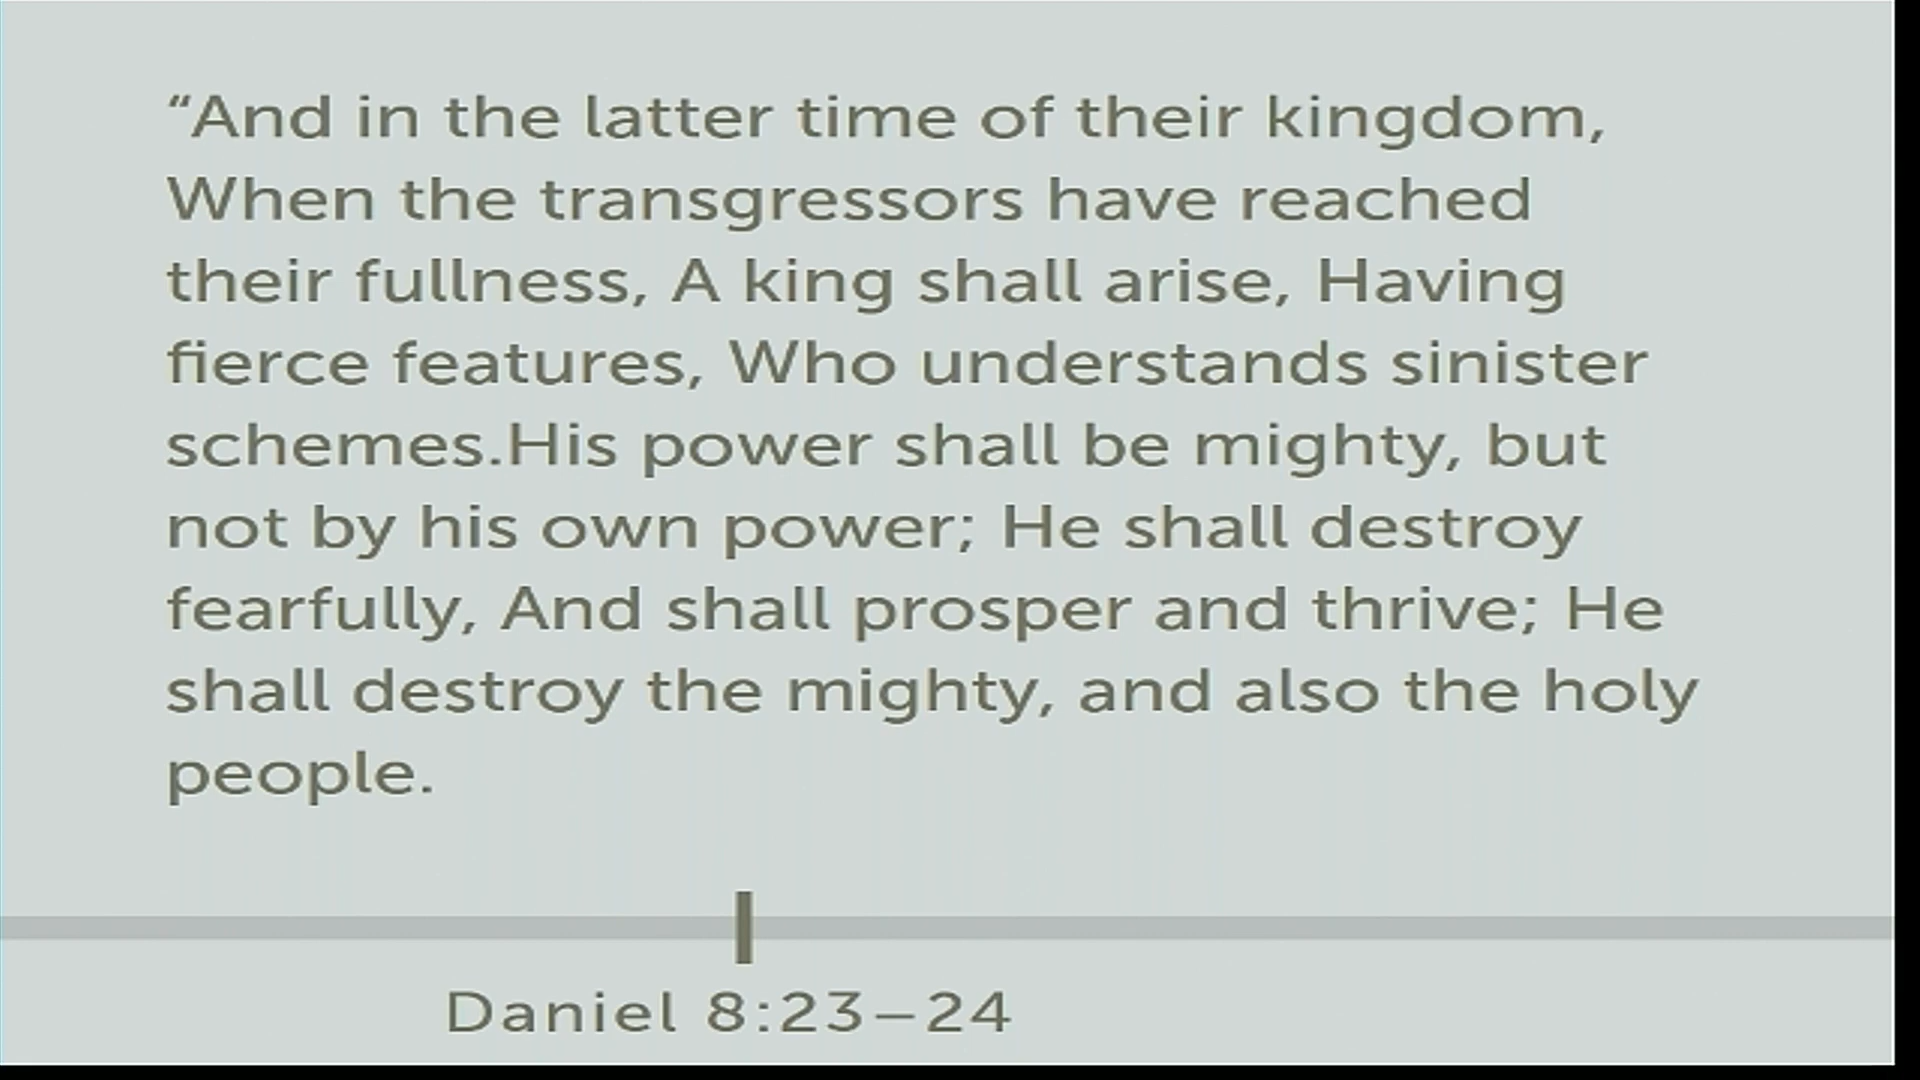 “And in the latter time of their kingdom,
When the transgressors have reached
their fullness, A king shall arise, Having
fierce features, Who understands sinister
schemes.His power shall be mighty, but
not by his own power; He shall destroy
fearfully, And shall prosper and thrive; He
shall destroy the mighty, and also the holy
people.
Daniel 8:23–24